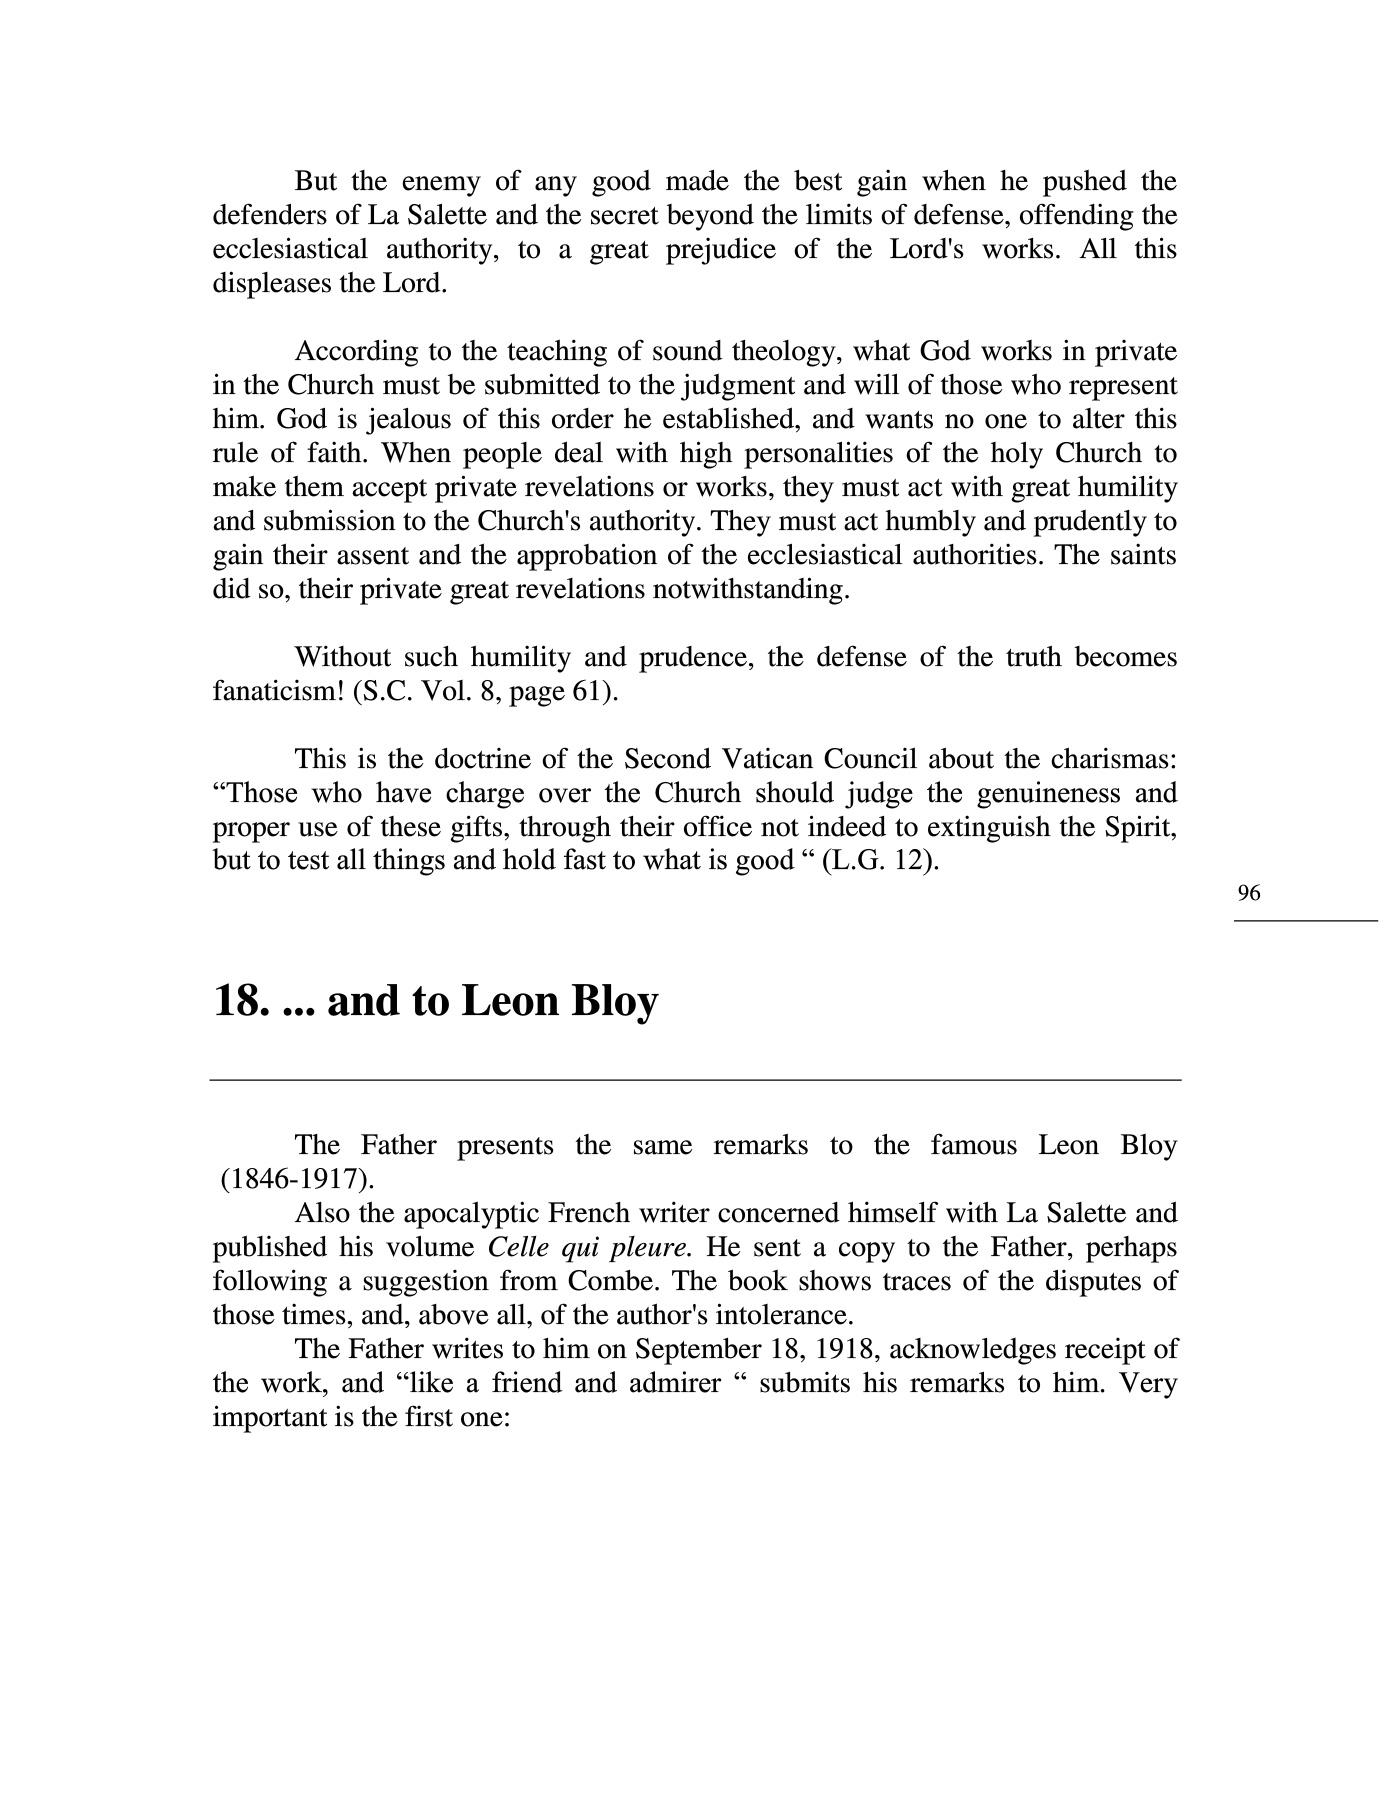 But the enemy of any good made the best gain when he pushed the
defenders of La Salette and the secret beyond the limits of defense, offending the
ecclesiastical authority, to a great prejudice of the Lord's works. All this
displeases the Lord.
According to the teaching of sound theology, what God works in private
in the Church must be submitted to the judgment and will of those who represent
him. God is jealous of this order he established, and wants no one to alter this
rule of faith. When people deal with high personalities of the holy Church to
make them accept private revelations or works, they must act with great humility
and submission to the Church's authority. They must act humbly and prudently to
gain their assent and the approbation of the ecclesiastical authorities. The saints
did so, their private great revelations notwithstanding.
Without such humility and prudence, the defense of the truth becomes
fanaticism! (S.C. Vol. 8, page 61).
This is the doctrine of the Second Vatican Council about the charismas:
“Those who have charge over the Church should judge the genuineness and
proper use of these gifts, through their office not indeed to extinguish the Spirit,
but to test all things and hold fast to what is good “ (L.G. 12).
96
18. ... and to Leon Bloy
The Father presents the same remarks to the famous Leon Bloy
(1846-1917).
Also the apocalyptic French writer concerned himself with La Salette and
published his volume Celle qui pleure. He sent a copy to the Father, perhaps
following a suggestion from Combe. The book shows traces of the disputes of
those times, and, above all, of the author's intolerance.
The Father writes to him on September 18, 1918, acknowledges receipt of
the work, and “like a friend and admirer “ submits his remarks to him. Very
important is the first one: